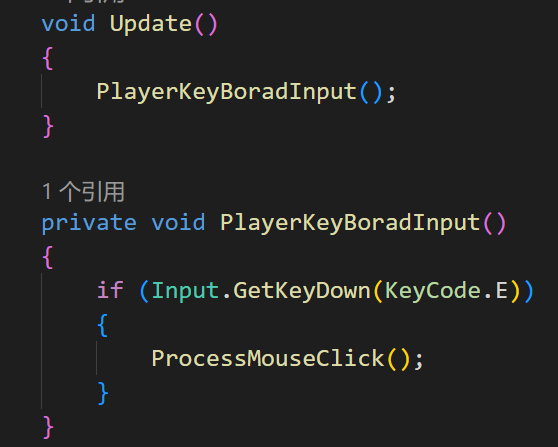 void Update()
{
PlayerKeyBoradInput();
}
1 个引用
private void PlayerKeyBoradInput()
{
if (Input.GetKeyDown(KeyCode.E))
{
ProcessMouseClick();
}
}